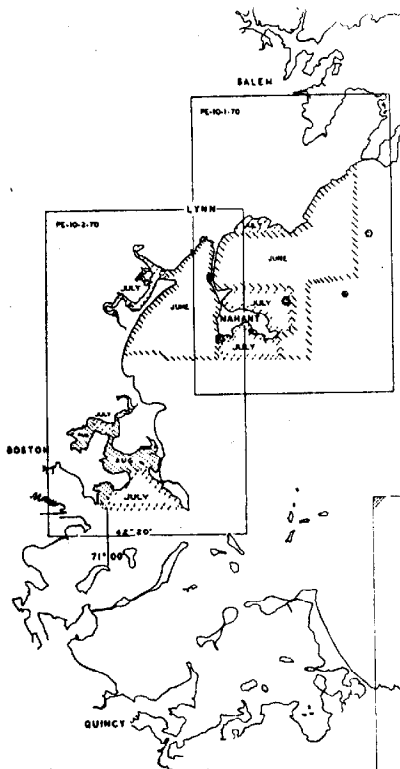 SALEM
PE-10-1-70
LYNN
PE-10-2-70
JULY
JUNE
JUNE
JULY
NAHANT
JULY
JULY
AUG
BOSTON
JULY
42° 20'
71° 00'
QUINCY